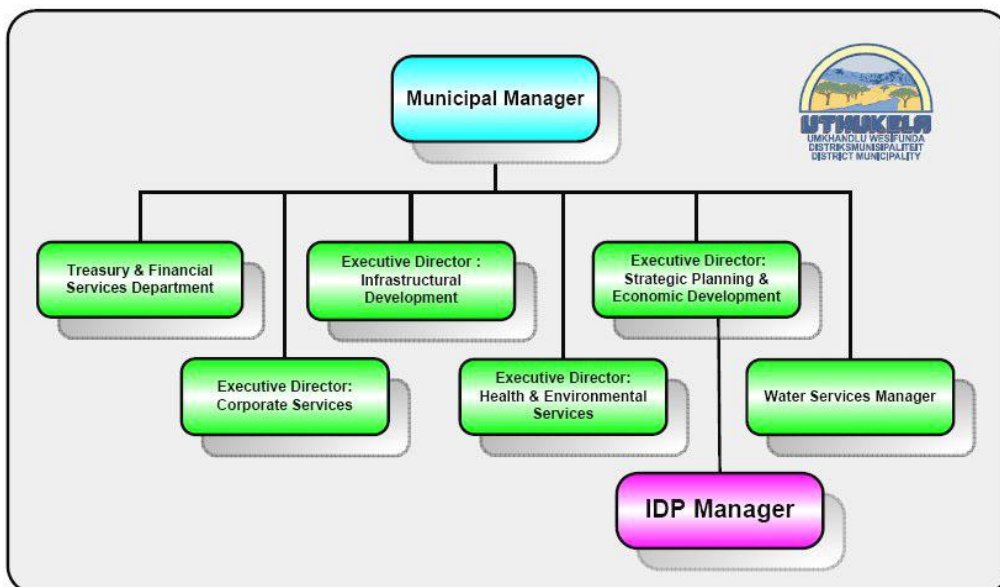 Municipal Manager
UTHUKELA
UMKHANDLU WESIFUNDA
DISTRIKSMUNISIPALITEIT
DISTRICT MUNICIPALITY
Treasury & Financial
Services Department
Executive Director :
Infrastructural
Development
Executive Director:
Strategic Planning &
Economic Development
Executive Director:
Corporate Services
Executive Director:
Health & Environmental
Services
Water Services Manager
IDP Manager